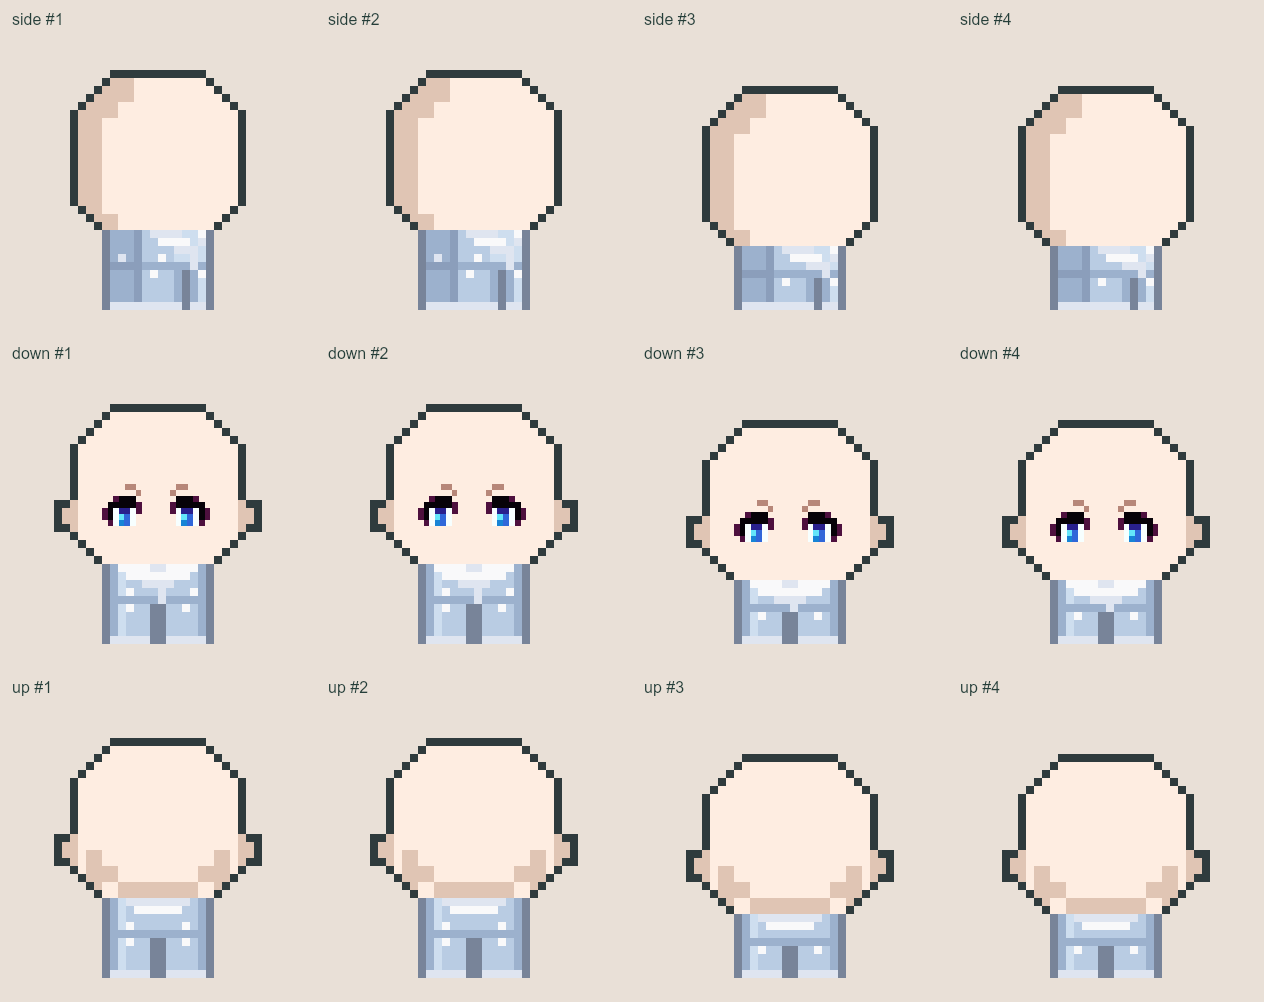 side #1
side #2
side #3
side #4
down #1
down #2
down #3
down #4
up #1
up #2
up #3
up #4